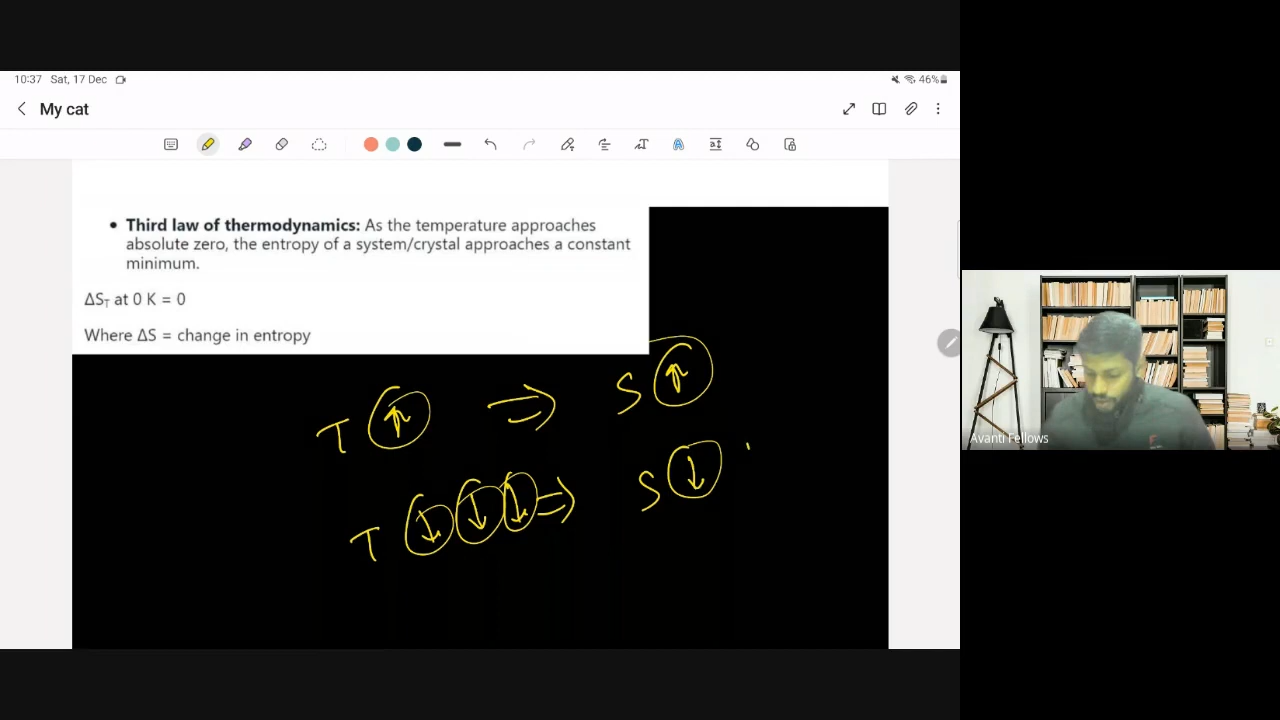 10:37 Sat, 17 Dec
46%
My cat
• Third law of thermodynamics: As the temperature approaches
absolute zero, the entropy of a system/crystal approaches a constant
minimum.
ΔS_T at 0 K = 0
Where ΔS = change in entropy
T ↑ ⇒ S ↑
T ↓ ↓ ↓ ⇒ S ↓
Avanti Fellows